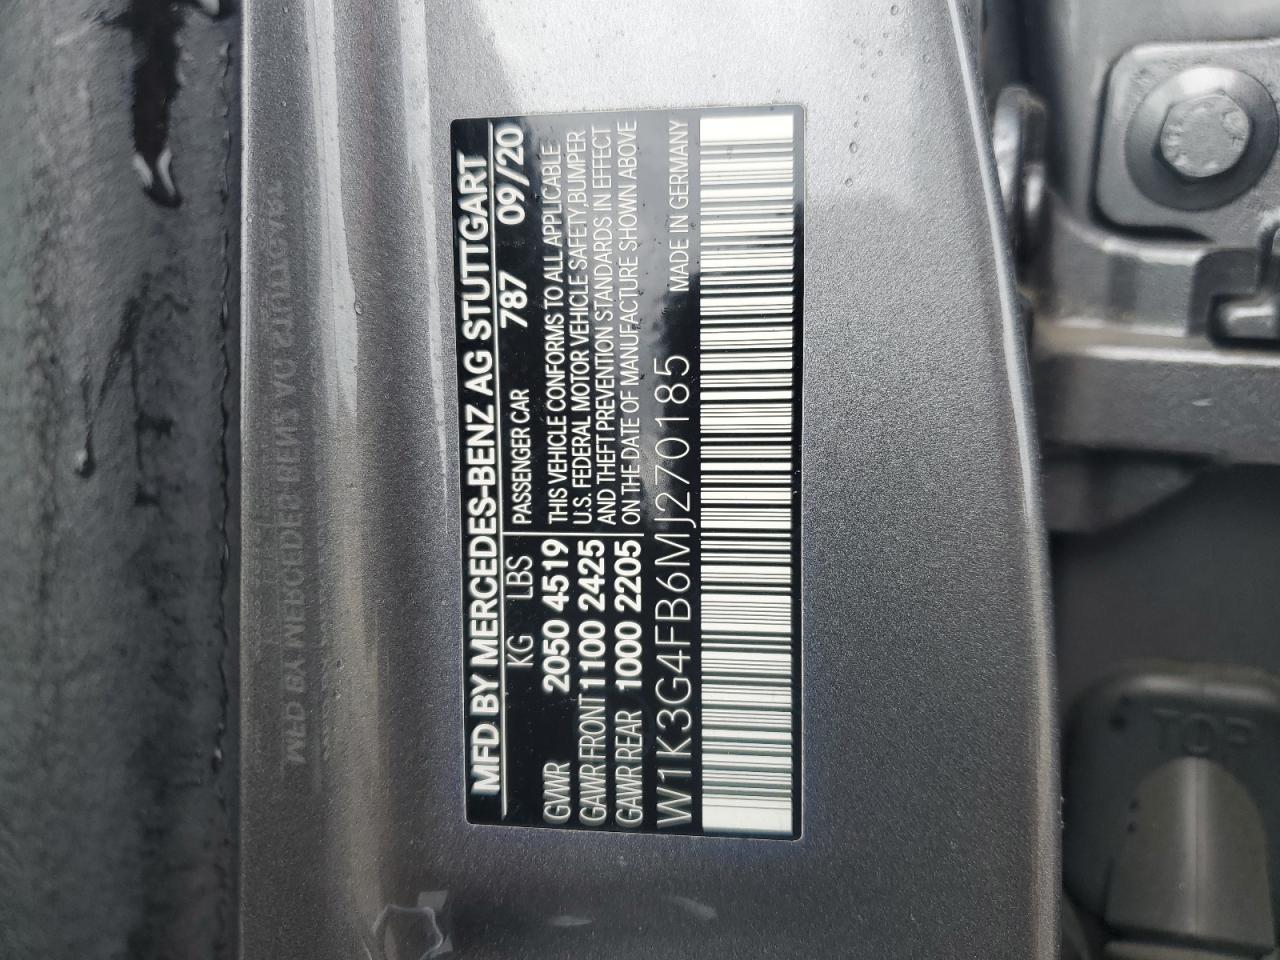 MFD BY MERCEDES-BENZ AG STUTTGART
KG LBS PASSENGER CAR 787 09/20
GVWR 2050 4519 THIS VEHICLE CONFORMS TO ALL APPLICABLE
U.S. FEDERAL MOTOR VEHICLE SAFETY,BUMPER
GAWR FRONT 1100 2425 AND THEFT PREVENTION STANDARDS IN EFFECT
GAWR REAR 1000 2205 ON THE DATE OF MANUFACTURE SHOWN ABOVE
W1K3G4FB6MJ270185 MADE IN GERMANY
TOP